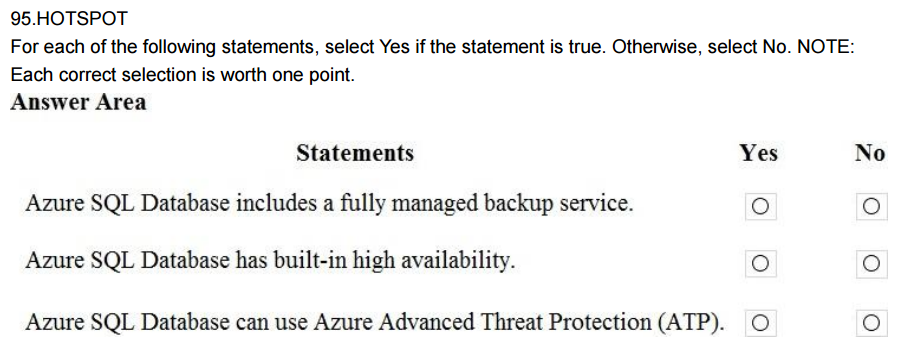 95.HOTSPOT
For each of the following statements, select Yes if the statement is true. Otherwise, select No. NOTE:
Each correct selection is worth one point.
Answer Area
Statements Yes No
Azure SQL Database includes a fully managed backup service.
Azure SQL Database has built-in high availability.
Azure SQL Database can use Azure Advanced Threat Protection (ATP).